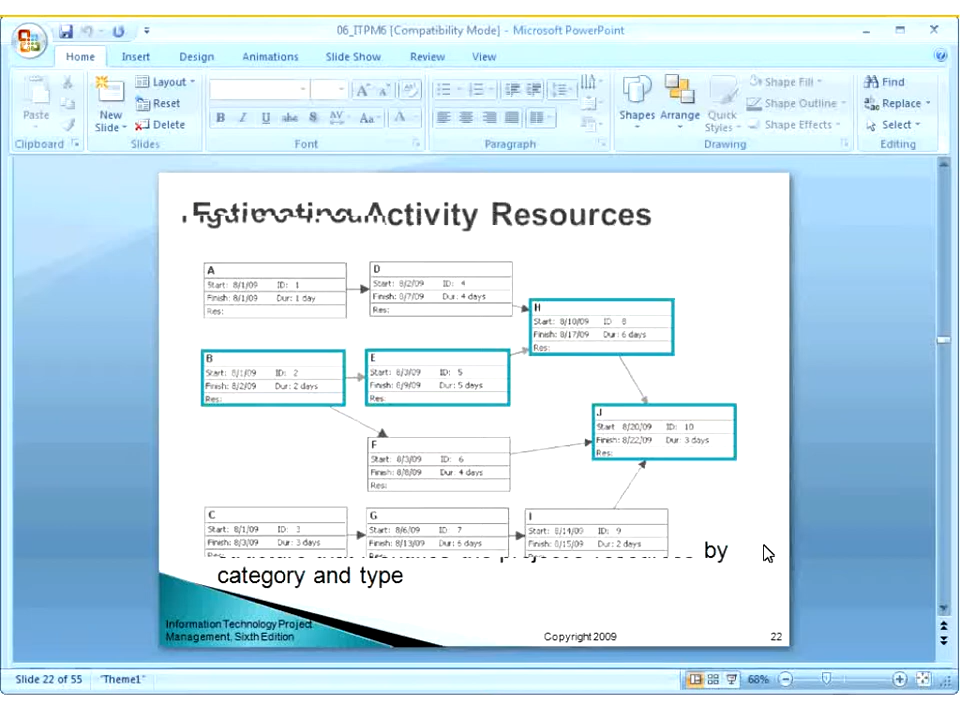 06_ITPM6 [Compatibility Mode] - Microsoft PowerPoint
Home Insert Design Animations Slide Show Review View
Paste
New Slide
Layout
Reset
Delete
B I U abe S AV Aa A
Shapes Arrange Quick Styles
Shape Fill
Shape Outline
Shape Effects
Find
Replace
Select
Clipboard Slides Font Paragraph Drawing Editing
Estimating Activity Resources
A
Start: 8/1/09 ID: 1
Finish: 8/1/09 Dur: 1 day
Res:
D
Start: 8/2/09 ID: 4
Finish: 8/7/09 Dur: 4 days
Res:
H
Start: 8/10/09 ID 8
Finish: 8/17/09 Dur: 6 days
Res:
B
Start: 8/1/09 ID: 2
Finish: 8/2/09 Dur: 2 days
Res:
E
Start: 8/3/09 ID: 5
Finish: 8/9/09 Dur: 5 days
Res:
J
Start 8/20/09 ID: 10
Finish: 8/22/09 Dur: 3 days
Res:
F
Start: 8/3/09 ID: 6
Finish: 8/8/09 Dur: 4 days
Res:
C
Start: 8/1/09 ID: 3
Finish: 8/3/09 Dur: 3 days
G
Start: 8/6/09 ID: 7
Finish: 8/13/09 Dur: 6 days
I
Start: 8/14/09 ID: 9
Finish: 8/15/09 Dur: 2 days
resources by
category and type
Information Technology Project
Management, Sixth Edition
Copyright 2009
22
Slide 22 of 55 "Theme1" 68%